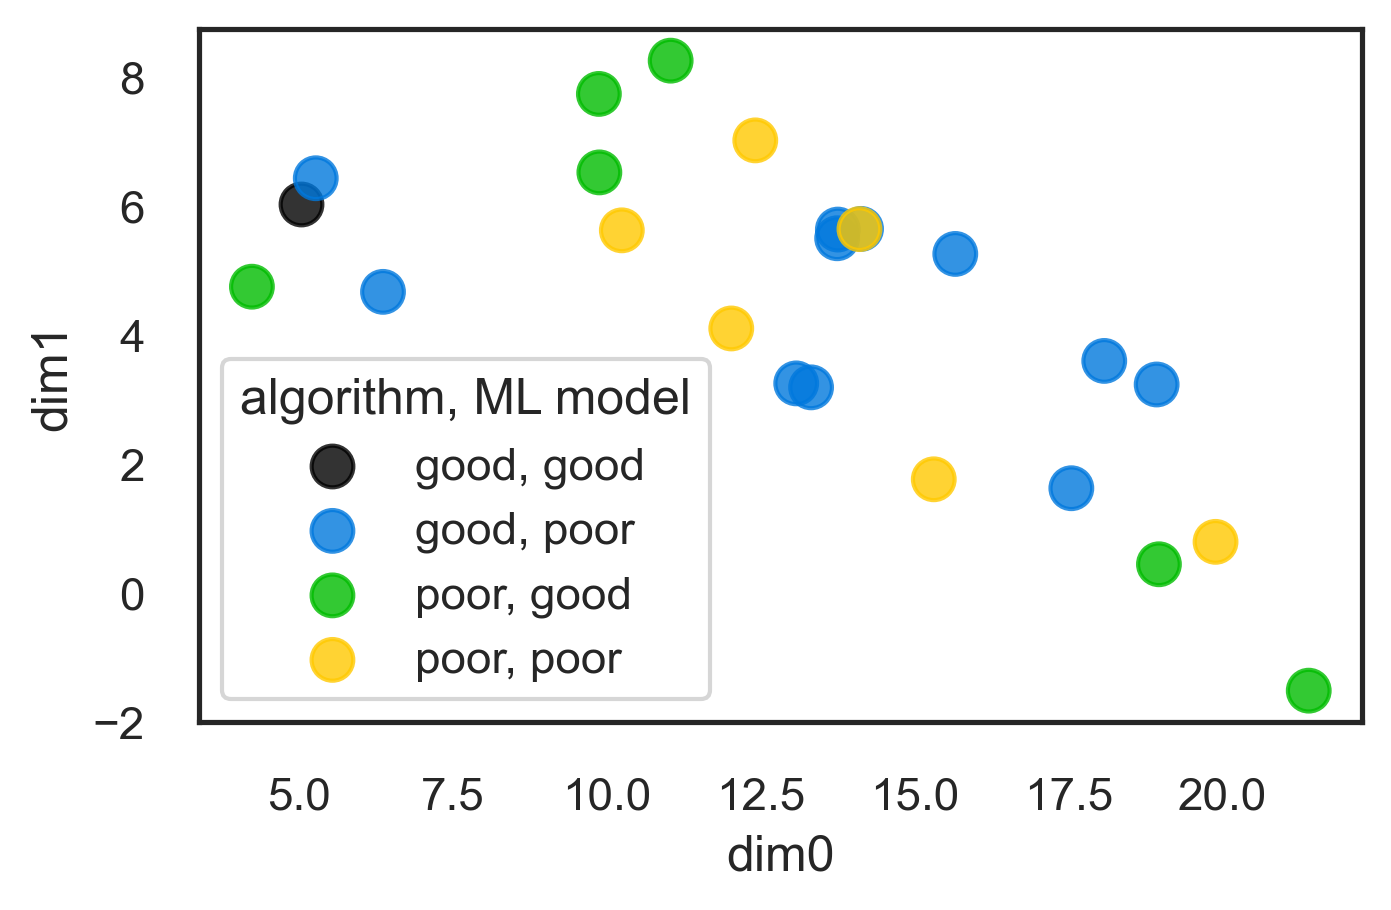 8
6
4
2
0
−2
dim1
algorithm, ML model
good, good
good, poor
poor, good
poor, poor
5.0 7.5 10.0 12.5 15.0 17.5 20.0
dim0